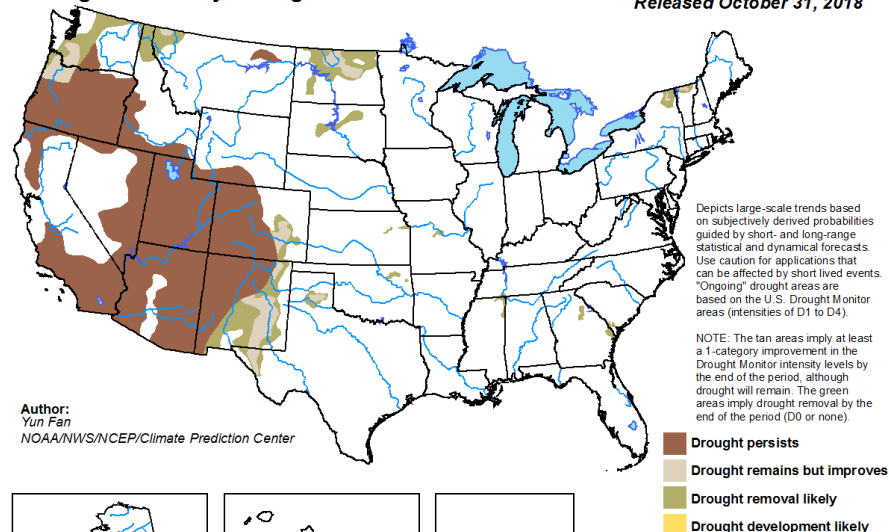 Released October 31, 2018
Depicts large-scale trends based
on subjectively derived probabilities
guided by short- and long-range
statistical and dynamical forecasts.
Use caution for applications that
can be affected by short lived events.
"Ongoing" drought areas are
based on the U.S. Drought Monitor
areas (intensities of D1 to D4).
NOTE: The tan areas imply at least
a 1-category improvement in the
Drought Monitor intensity levels by
the end of the period, although
drought will remain. The green
areas imply drought removal by the
end of the period (D0 or none).
Author:
Yun Fan
NOAA/NWS/NCEP/Climate Prediction Center
Drought persists
Drought remains but improves
Drought removal likely
Drought development likely